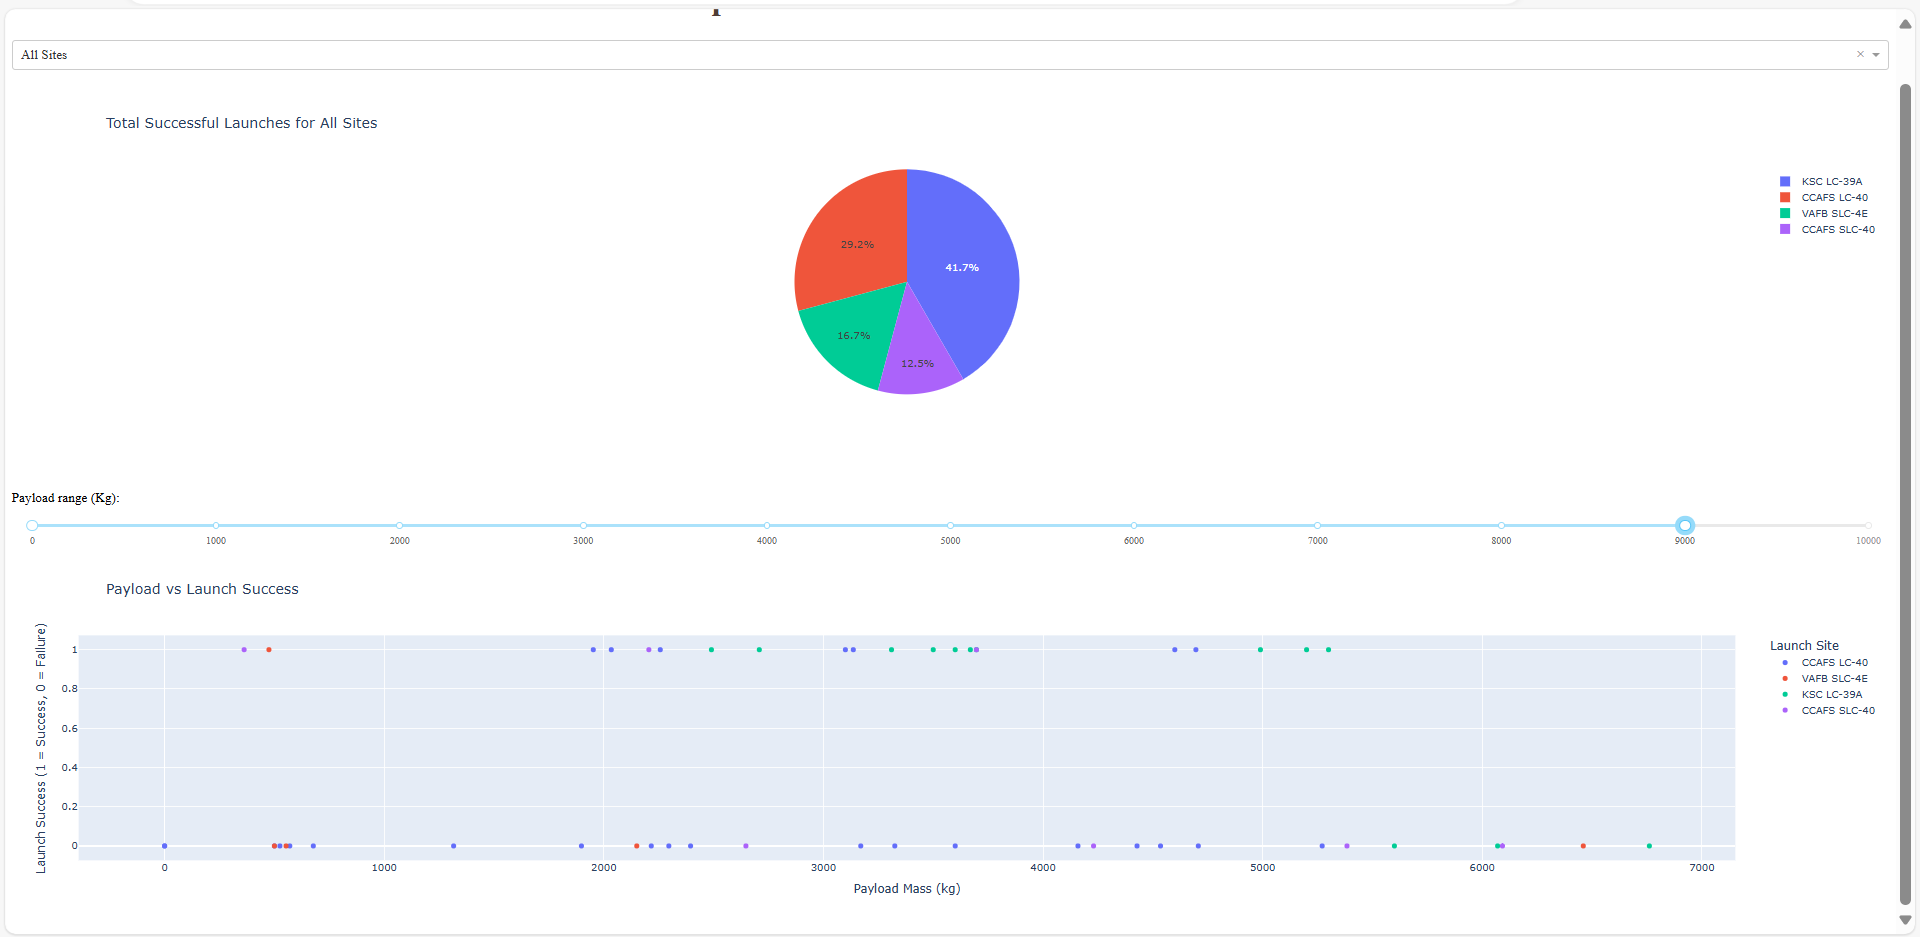 All Sites
Total Successful Launches for All Sites
KSC LC-39A
CCAFS LC-40
VAFB SLC-4E
CCAFS SLC-40
29.2%
41.7%
16.7%
12.5%
Payload range (Kg):
0 1000 2000 3000 4000 5000 6000 7000 8000 9000 10000
Payload vs Launch Success
Launch Success (1 = Success, 0 = Failure)
1
0.8
0.6
0.4
0.2
0
0 1000 2000 3000 4000 5000 6000 7000
Payload Mass (kg)
Launch Site
CCAFS LC-40
VAFB SLC-4E
KSC LC-39A
CCAFS SLC-40